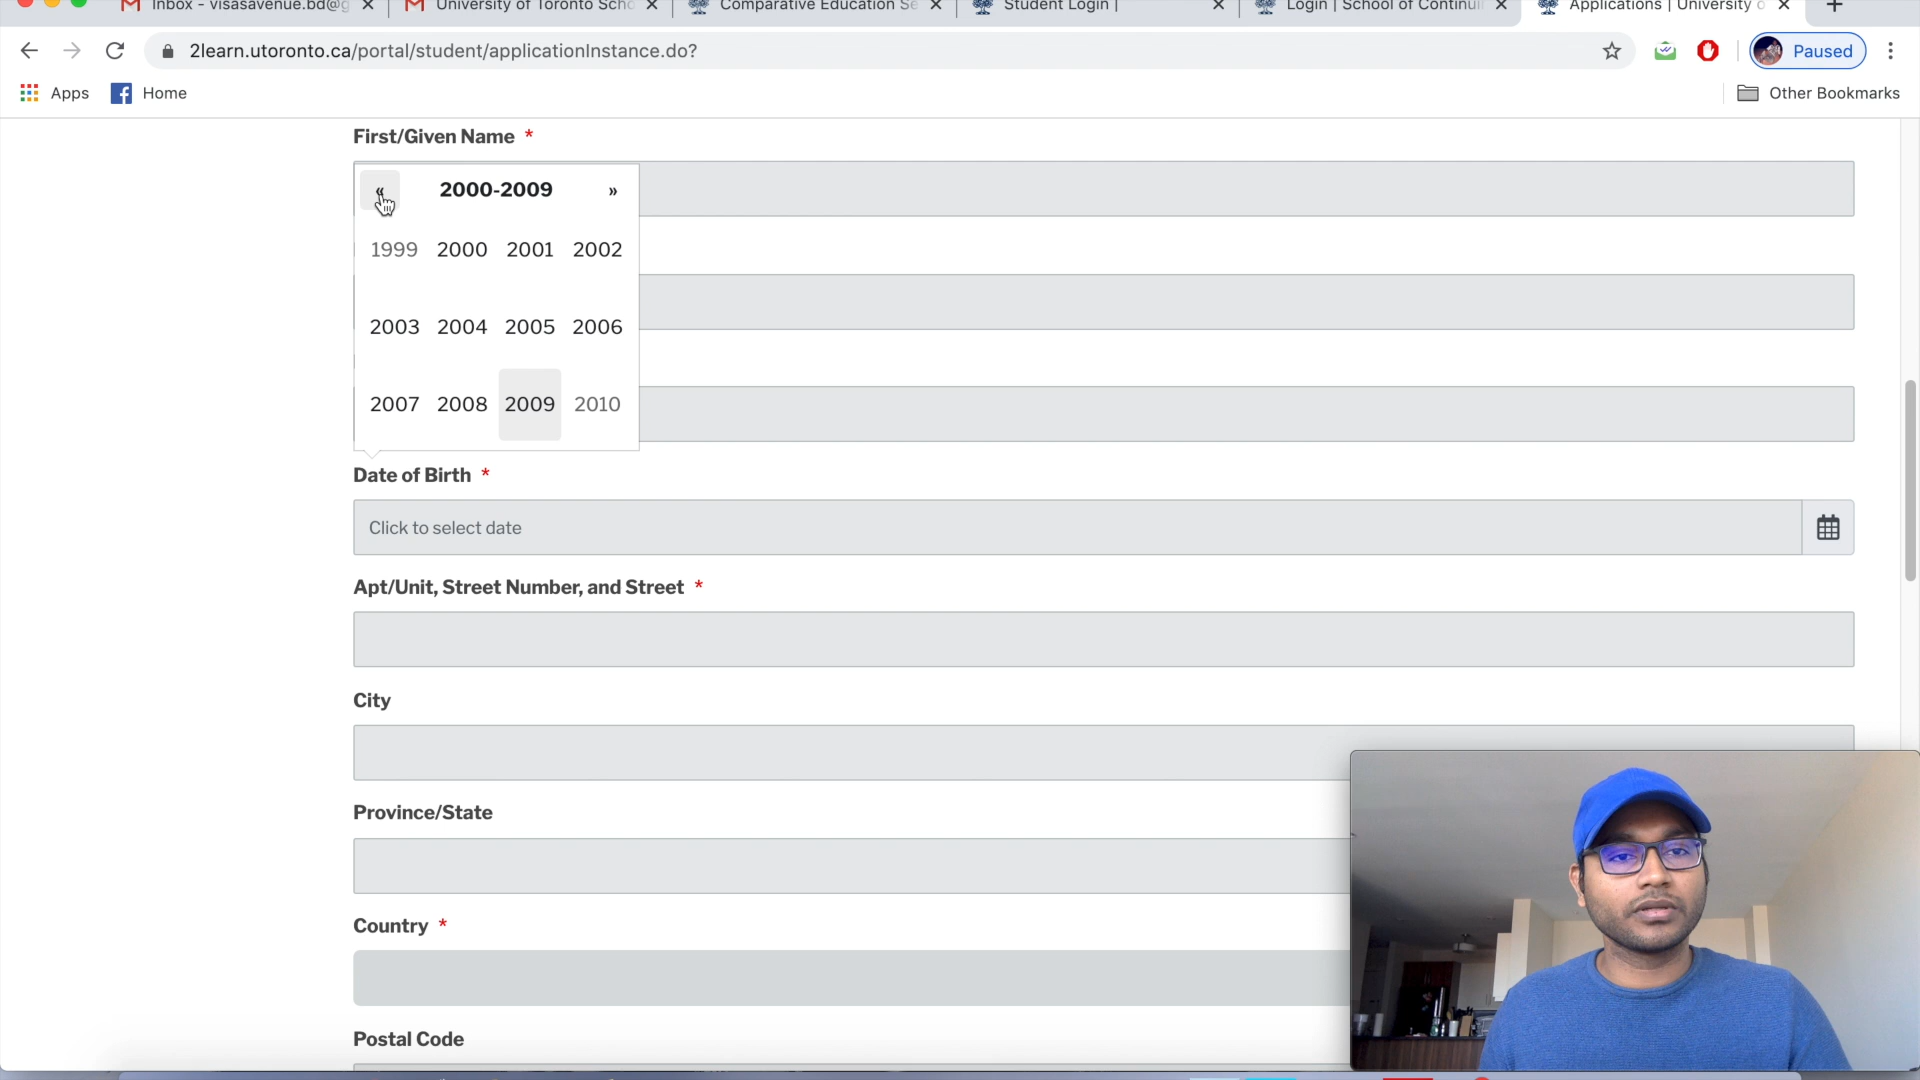 Inbox - visasavenue.bd@g
University of Toronto Scho
Comparative Education Se
Student Login |
Login | School of Continui
Applications | University o
2learn.utoronto.ca/portal/student/applicationInstance.do?
Paused
Apps
Home
Other Bookmarks
First/Given Name *
« 2000-2009 »
1999 2000 2001 2002
2003 2004 2005 2006
2007 2008 2009 2010
Date of Birth *
Click to select date
Apt/Unit, Street Number, and Street *
City
Province/State
Country *
Postal Code